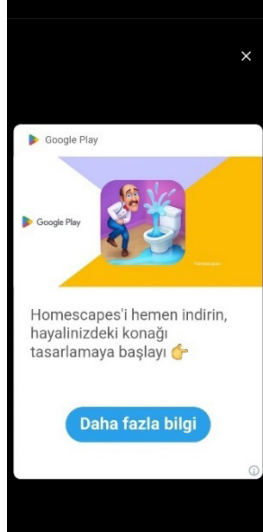 Google Play
Google Play
Homescapes'i hemen indirin,
hayalinizdeki konağı
tasarlamaya başlayı 👉
Daha fazla bilgi